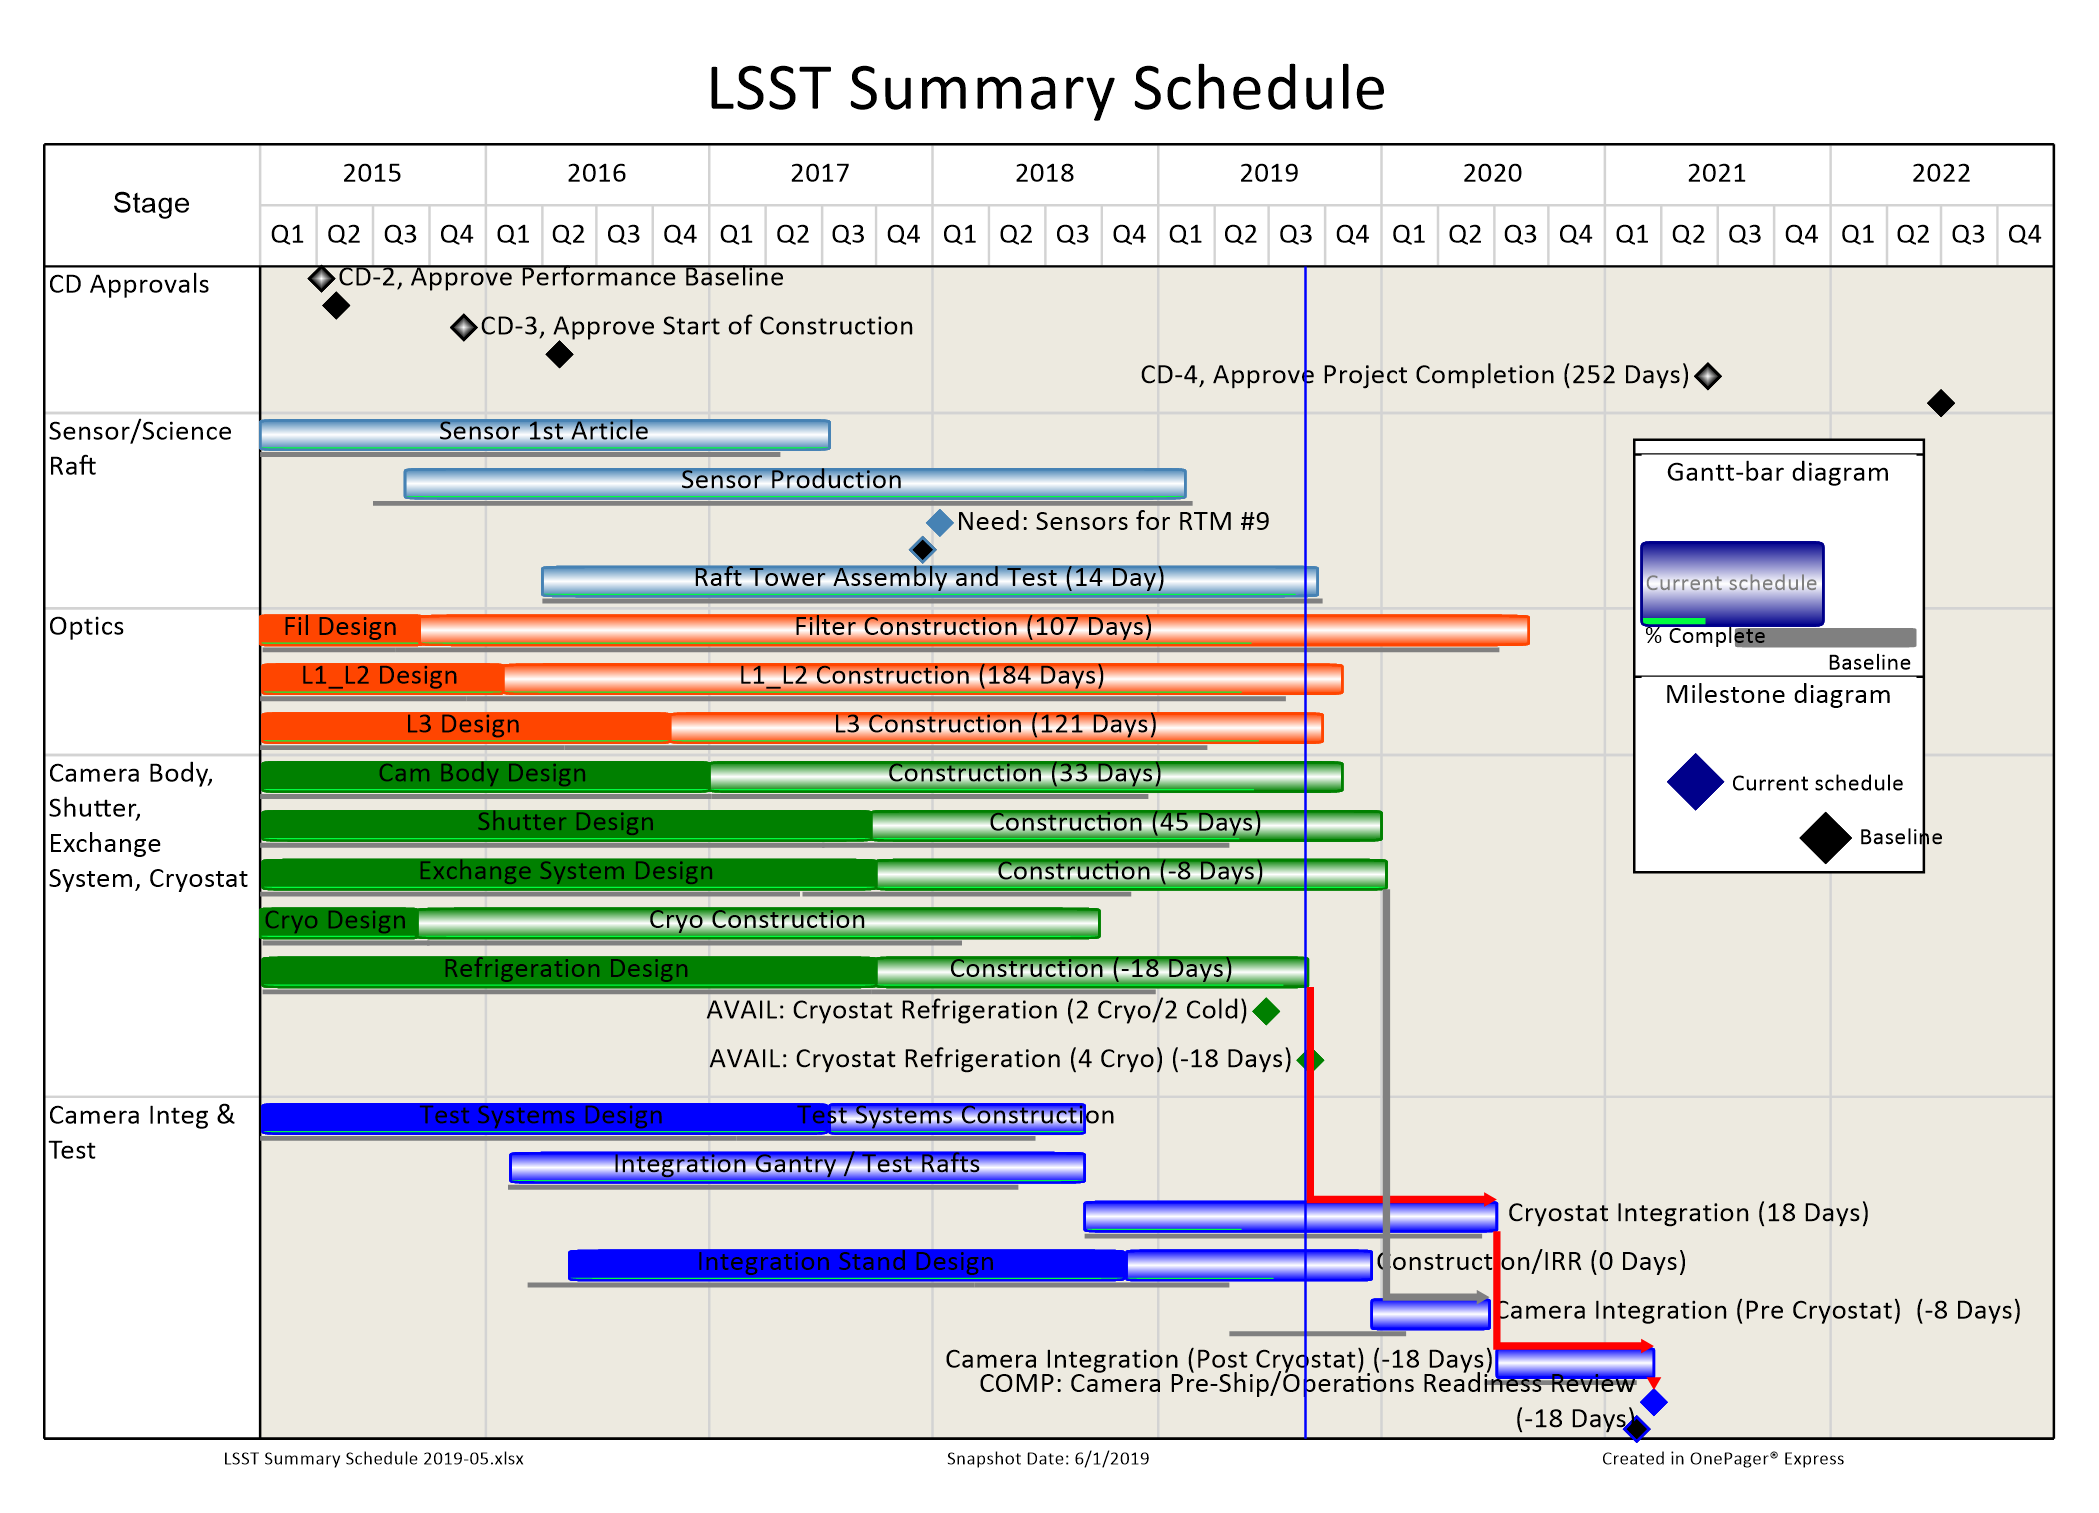 LSST Summary Schedule
Stage
2015 2016 2017 2018 2019 2020 2021 2022
Q1 Q2 Q3 Q4 Q1 Q2 Q3 Q4 Q1 Q2 Q3 Q4 Q1 Q2 Q3 Q4 Q1 Q2 Q3 Q4 Q1 Q2 Q3 Q4 Q1 Q2 Q3 Q4 Q1 Q2 Q3 Q4
CD Approvals
CD-2, Approve Performance Baseline
CD-3, Approve Start of Construction
CD-4, Approve Project Completion (252 Days)
Sensor/Science
Raft
Sensor 1st Article
Sensor Production
Need: Sensors for RTM #9
Raft Tower Assembly and Test (14 Day)
Optics
Fil Design Filter Construction (107 Days)
L1_L2 Design L1_L2 Construction (184 Days)
L3 Design L3 Construction (121 Days)
Camera Body,
Shutter,
Exchange
System, Cryostat
Cam Body Design Construction (33 Days)
Shutter Design Construction (45 Days)
Exchange System Design Construction (-8 Days)
Cryo Design Cryo Construction
Refrigeration Design Construction (-18 Days)
AVAIL: Cryostat Refrigeration (2 Cryo/2 Cold)
AVAIL: Cryostat Refrigeration (4 Cryo) (-18 Days)
Camera Integ &
Test
Test Systems Design Test Systems Construction
Integration Gantry / Test Rafts
Cryostat Integration (18 Days)
Integration Stand Design Construction/IRR (0 Days)
Camera Integration (Pre Cryostat) (-8 Days)
Camera Integration (Post Cryostat) (-18 Days)
COMP: Camera Pre-Ship/Operations Readiness Review
(-18 Days)
Gantt-bar diagram
Current schedule
% Complete
Baseline
Milestone diagram
Current schedule
Baseline
LSST Summary Schedule 2019-05.xlsx
Snapshot Date: 6/1/2019
Created in OnePager® Express